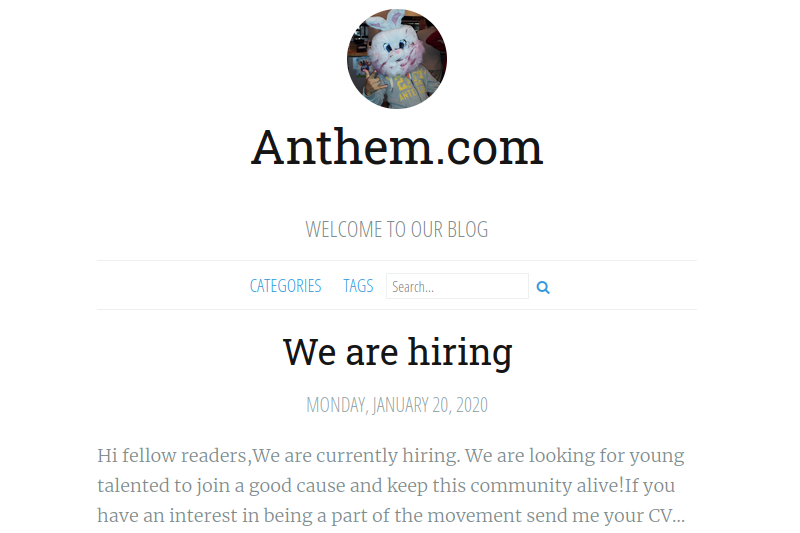 Anthem.com
WELCOME TO OUR BLOG
CATEGORIES TAGS Search...
We are hiring
MONDAY, JANUARY 20, 2020
Hi fellow readers,We are currently hiring. We are looking for young
talented to join a good cause and keep this community alive!If you
have an interest in being a part of the movement send me your CV...